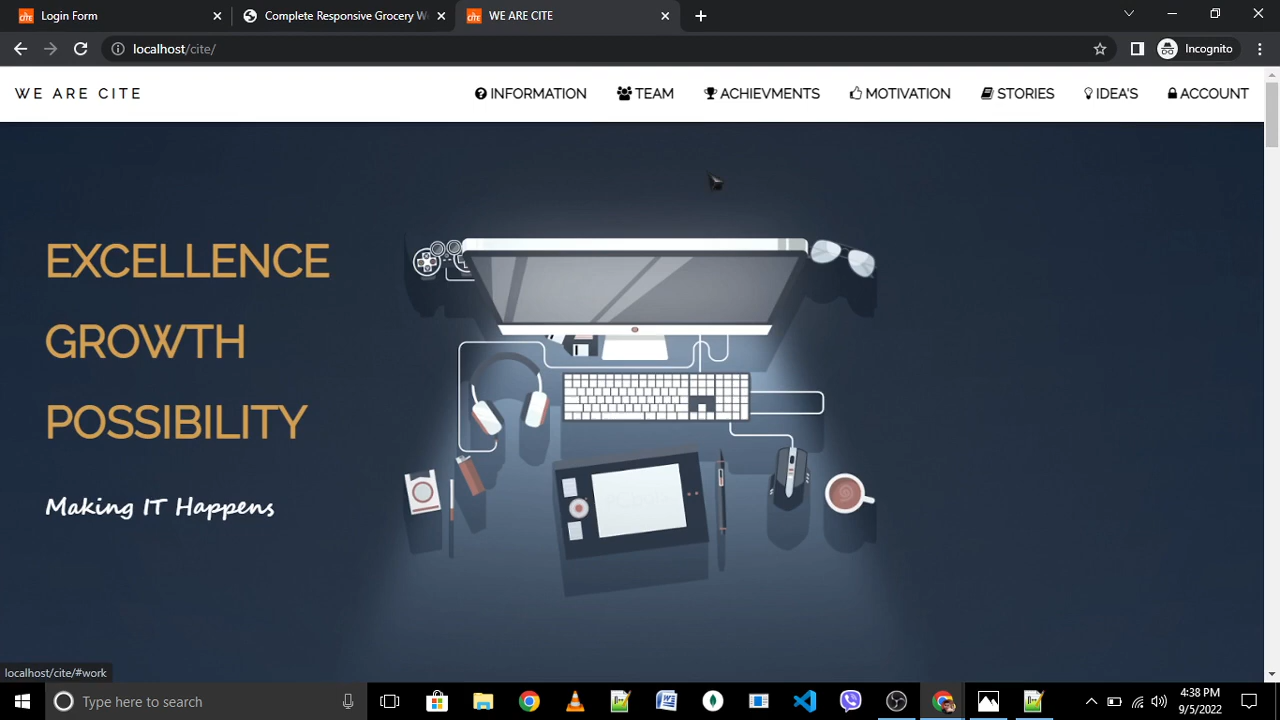 Login Form
Complete Responsive Grocery W
WE ARE CITE
localhost/cite/
Incognito
WE ARE CITE
INFORMATION
TEAM
ACHIEVMENTS
MOTIVATION
STORIES
IDEA'S
ACCOUNT
EXCELLENCE
GROWTH
POSSIBILITY
Making IT Happens
localhost/cite/#work
Type here to search
4:38 PM
9/5/2022